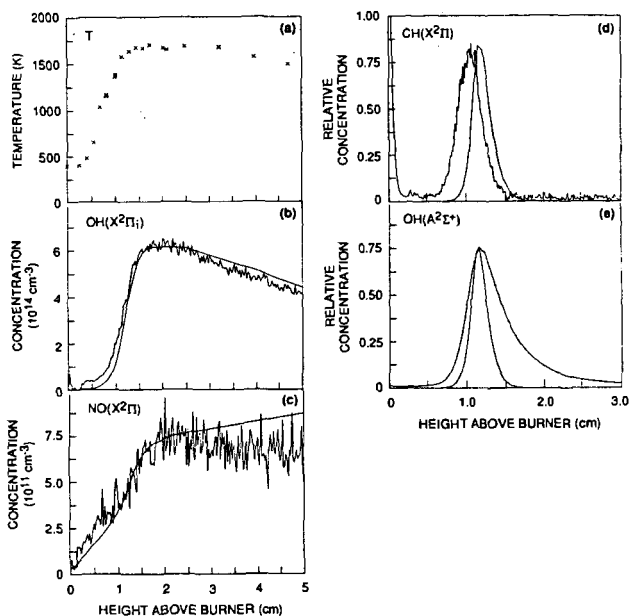 (a)
T
TEMPERATURE (K)
2000
1500
1000
500
0
(b)
OH(X²Πi)
CONCENTRATION
(10¹⁴ cm⁻³)
6
4
2
0
(c)
NO(X²Π)
CONCENTRATION
(10¹¹ cm⁻³)
7.5
5.0
2.5
0
0 1 2 3 4 5
HEIGHT ABOVE BURNER (cm)
(d)
CH(X²Π)
RELATIVE
CONCENTRATION
1.00
0.75
0.50
0.25
0
(e)
OH(A²Σ⁺)
RELATIVE
CONCENTRATION
0.75
0.50
0.25
0
0 1.0 2.0 3.0
HEIGHT ABOVE BURNER (cm)